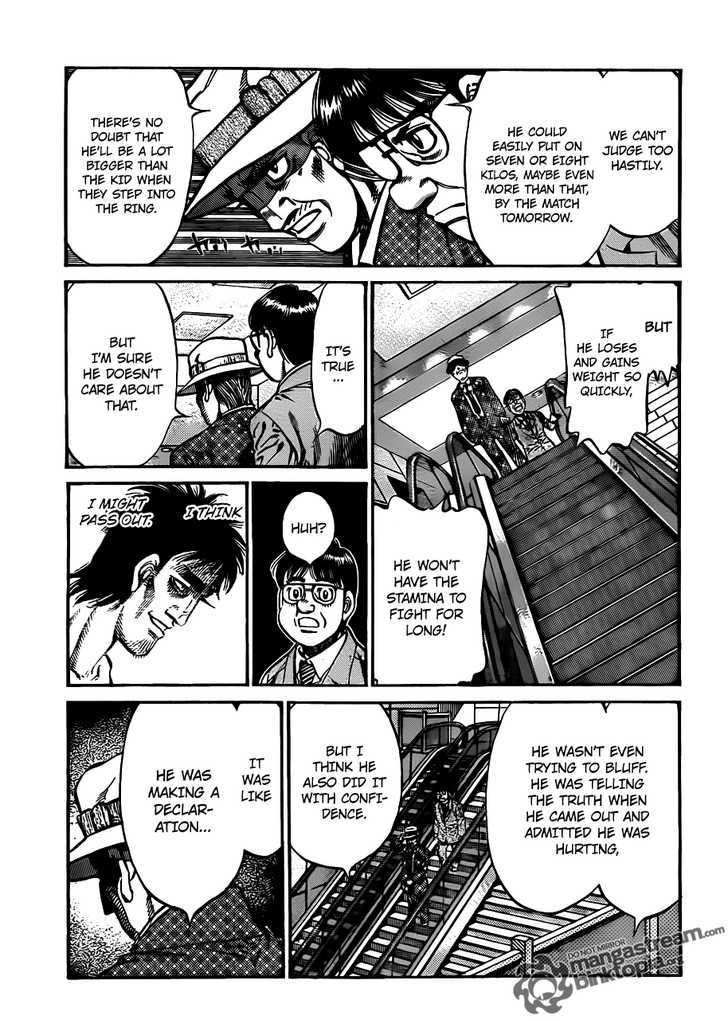 WE CAN'T
JUDGE TOO
HASTILY.
HE COULD
EASILY PUT ON
SEVEN OR EIGHT
KILOS, MAYBE EVEN
MORE THAN THAT,
BY THE MATCH
TOMORROW.
THERE'S NO
DOUBT THAT
HE'LL BE A LOT
BIGGER THAN
THE KID WHEN
THEY STEP INTO
THE RING.
BUT
IF
HE LOSES
AND GAINS
WEIGHT SO
QUICKLY,
HE WON'T
HAVE THE
STAMINA TO
FIGHT FOR
LONG!
IT'S
TRUE
...
BUT
I'M SURE
HE DOESN'T
CARE ABOUT
THAT.
HUH?
I THINK
I MIGHT
PASS OUT.
HE WASN'T EVEN
TRYING TO BLUFF.
HE WAS TELLING
THE TRUTH WHEN
HE CAME OUT AND
ADMITTED HE WAS
HURTING,
BUT I
THINK HE
ALSO DID IT
WITH CONFI-
DENCE.
IT
WAS
LIKE
HE WAS
MAKING A
DECLAR-
ATION...
DO NOT MIRROR
mangastream.com
binktopia.org